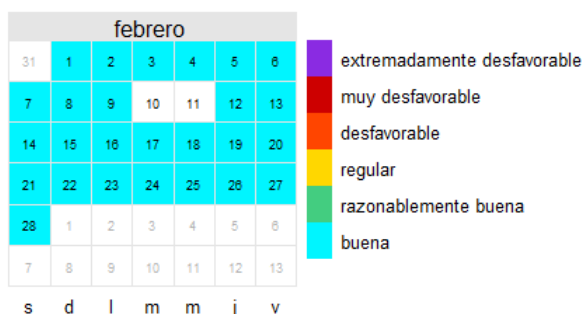 febrero
31 1 2 3 4 5 6
7 8 9 10 11 12 13
14 15 16 17 18 19 20
21 22 23 24 25 26 27
28 1 2 3 4 5 6
7 8 9 10 11 12 13
s d l m m j v
extremadamente desfavorable
muy desfavorable
desfavorable
regular
razonablemente buena
buena